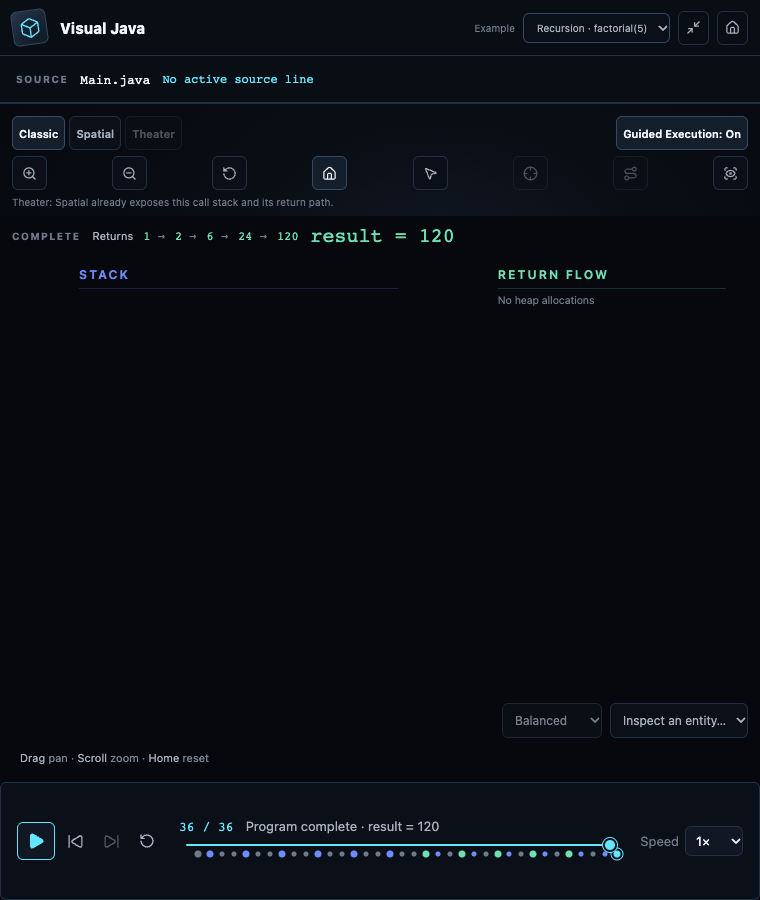 Visual Java
Example
Recursion · factorial(5)
SOURCE Main.java No active source line
Classic Spatial Theater
Guided Execution: On
Theater: Spatial already exposes this call stack and its return path.
COMPLETE Returns 1 → 2 → 6 → 24 → 120 result = 120
STACK
RETURN FLOW
No heap allocations
Balanced
Inspect an entity...
Drag pan · Scroll zoom · Home reset
36 / 36 Program complete · result = 120
Speed 1×